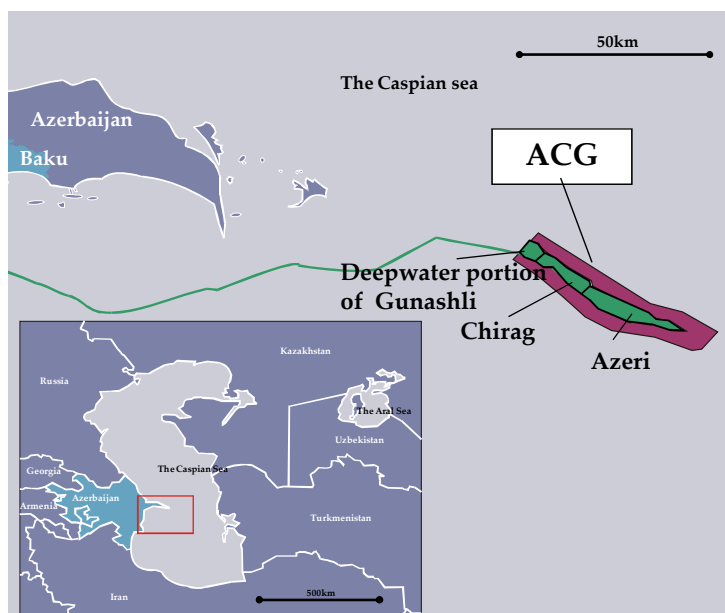 50km
The Caspian sea
Azerbaijan
Baku
ACG
Deepwater portion
of Gunashli
Chirag
Azeri
Kazakhstan
Russia
The Aral Sea
Uzbekistan
The Caspian Sea
Georgia
Azerbaijan
Armenia
Turkmenistan
Iran
500km